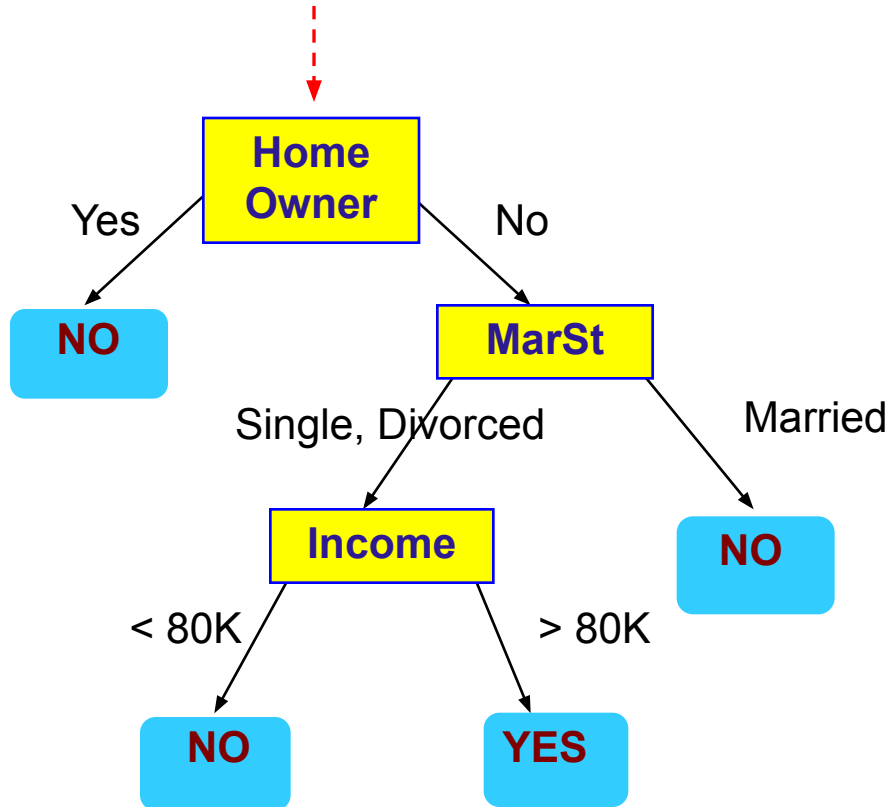 Home
Owner
Yes
No
NO
MarSt
Single, Divorced
Married
Income
NO
< 80K
> 80K
NO
YES